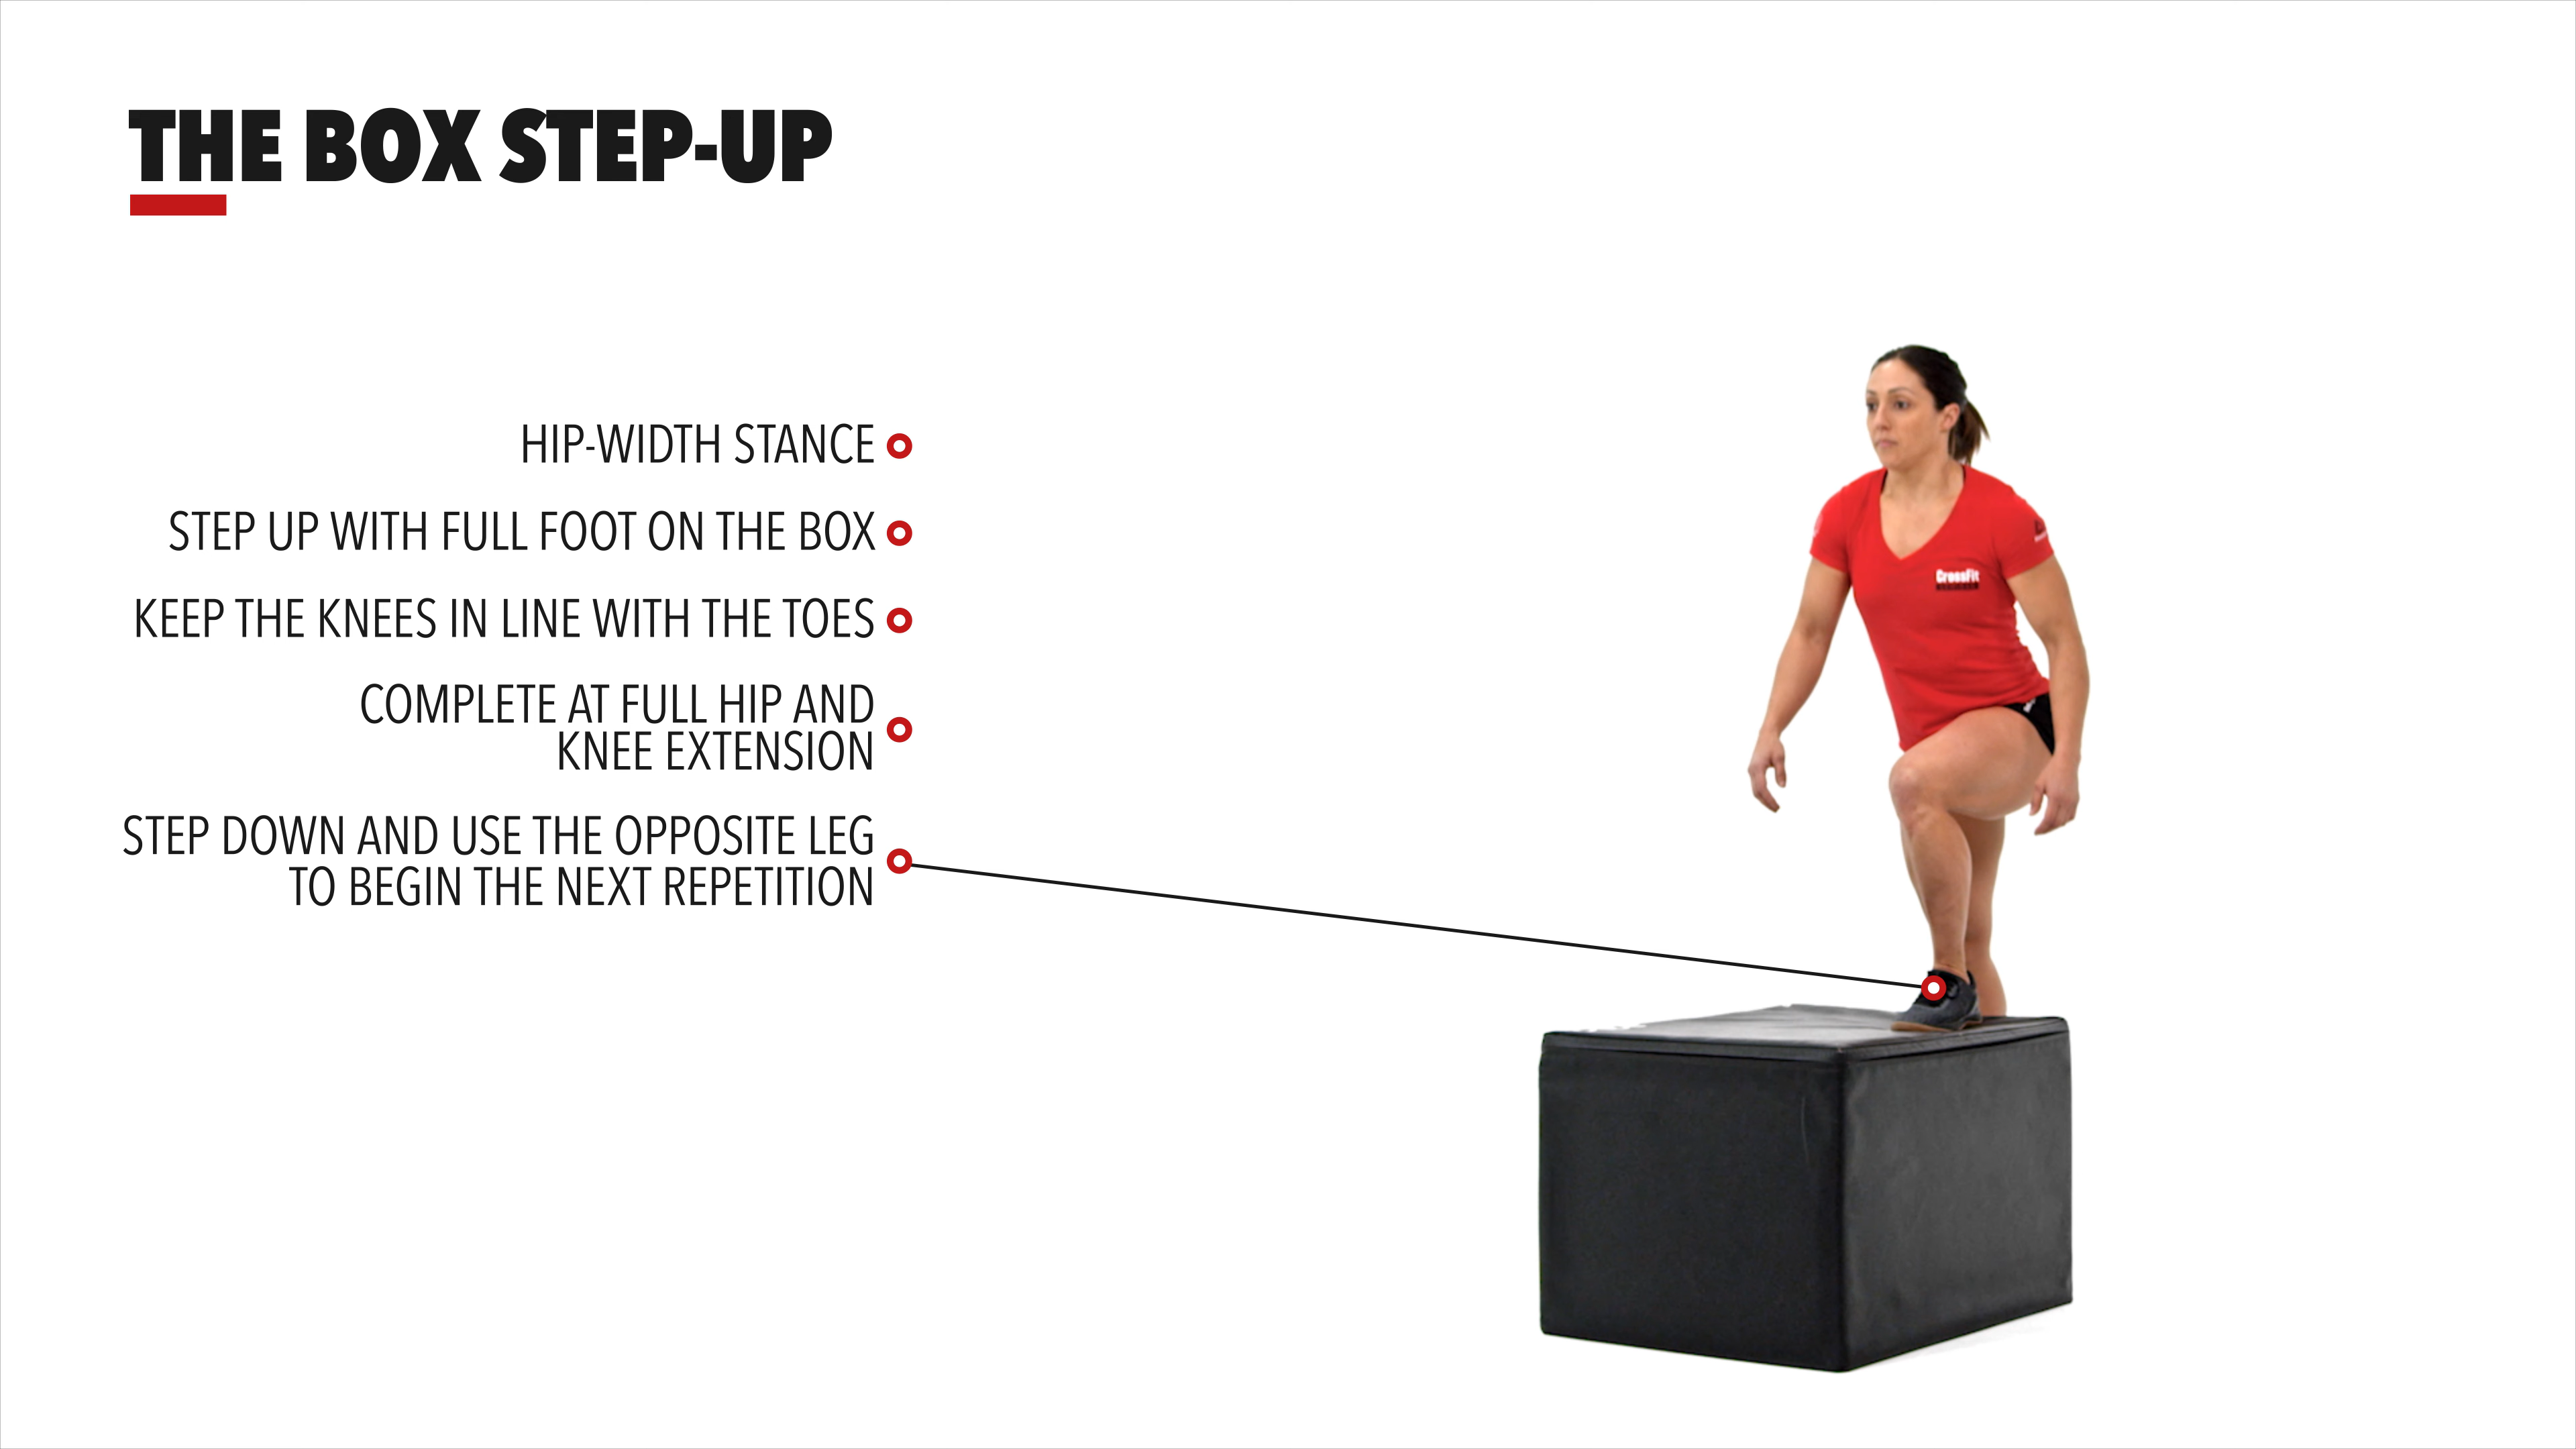 THE BOX STEP-UP
HIP-WIDTH STANCE
STEP UP WITH FULL FOOT ON THE BOX
KEEP THE KNEES IN LINE WITH THE TOES
COMPLETE AT FULL HIP AND
KNEE EXTENSION
STEP DOWN AND USE THE OPPOSITE LEG
TO BEGIN THE NEXT REPETITION
CrossFit